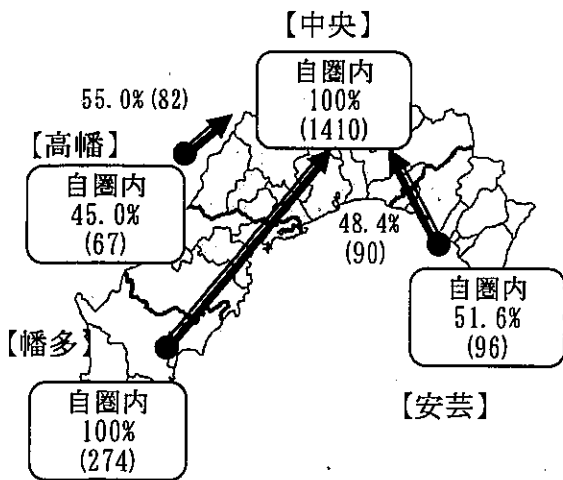 【中央】
自圏内
100%
(1410)
55.0%(82)
【高幡】
自圏内
45.0%
(67)
48.4%
(90)
自圏内
51.6%
(96)
【幡多】
【安芸】
自圏内
100%
(274)